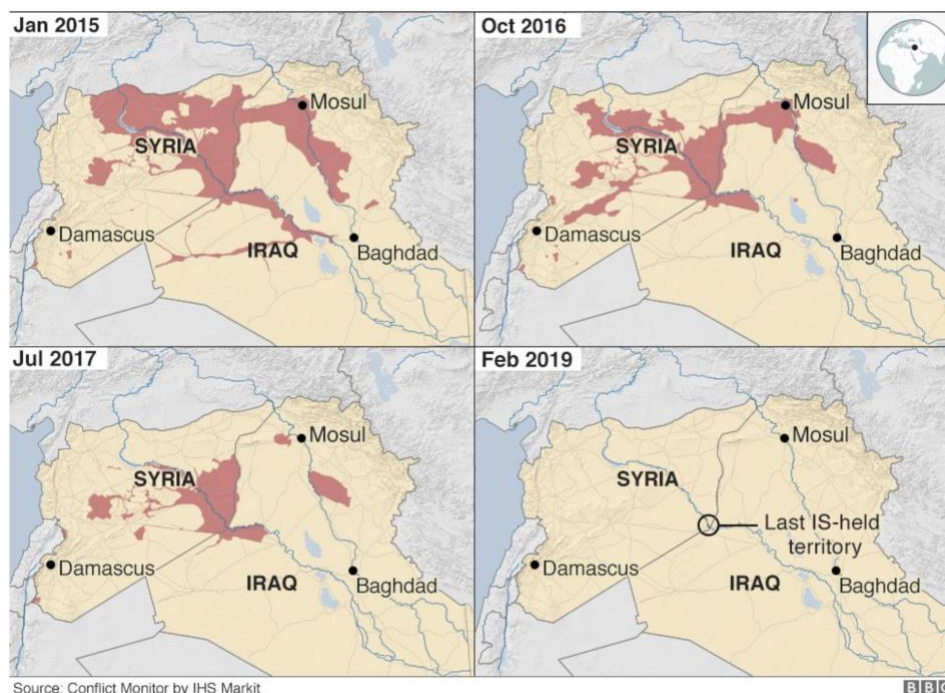 Jan 2015
Mosul
SYRIA
Damascus
IRAQ
Baghdad
Oct 2016
Mosul
SYRIA
Damascus
IRAQ
Baghdad
Jul 2017
Mosul
SYRIA
Damascus
IRAQ
Baghdad
Feb 2019
Mosul
SYRIA
Last IS-held
territory
Damascus
IRAQ
Baghdad
Source: Conflict Monitor by IHS Markit
BBC